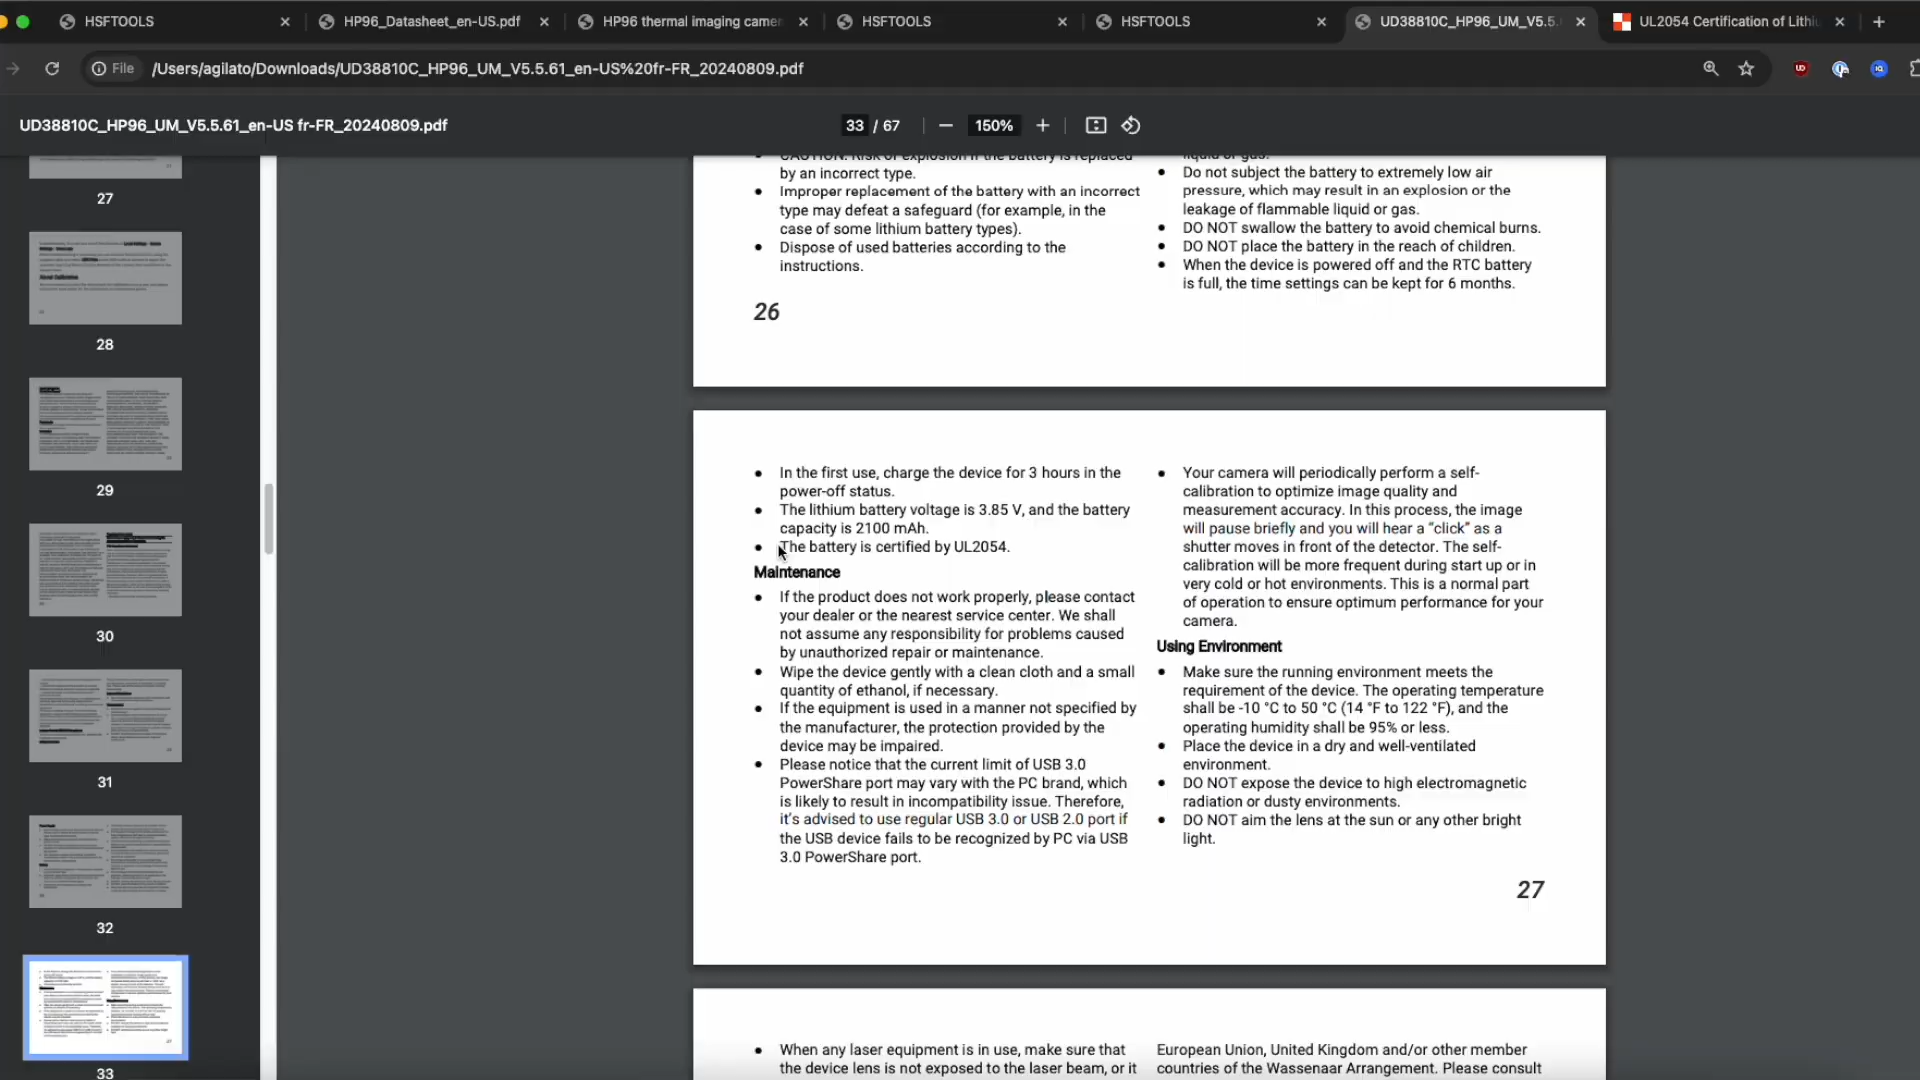 HSFTOOLS
HP96_Datasheet_en-US.pdf
HP96 thermal imaging camer
HSFTOOLS
HSFTOOLS
UD38810C_HP96_UM_V5.5.
UL2054 Certification of Lithi
File
/Users/agilato/Downloads/UD38810C_HP96_UM_V5.5.61_en-US%20fr-FR_20240809.pdf
UD38810C_HP96_UM_V5.5.61_en-US fr-FR_20240809.pdf
33 / 67
150%
27
28
29
30
31
32
33
CAUTION: Risk of explosion if the battery is replaced
by an incorrect type.
• Improper replacement of the battery with an incorrect
type may defeat a safeguard (for example, in the
case of some lithium battery types).
• Dispose of used batteries according to the
instructions.
26
liquid or gas.
• Do not subject the battery to extremely low air
pressure, which may result in an explosion or the
leakage of flammable liquid or gas.
• DO NOT swallow the battery to avoid chemical burns.
• DO NOT place the battery in the reach of children.
• When the device is powered off and the RTC battery
is full, the time settings can be kept for 6 months.
• In the first use, charge the device for 3 hours in the
power-off status.
• The lithium battery voltage is 3.85 V, and the battery
capacity is 2100 mAh.
• The battery is certified by UL2054.
Maintenance
• If the product does not work properly, please contact
your dealer or the nearest service center. We shall
not assume any responsibility for problems caused
by unauthorized repair or maintenance.
• Wipe the device gently with a clean cloth and a small
quantity of ethanol, if necessary.
• If the equipment is used in a manner not specified by
the manufacturer, the protection provided by the
device may be impaired.
• Please notice that the current limit of USB 3.0
PowerShare port may vary with the PC brand, which
is likely to result in incompatibility issue. Therefore,
it’s advised to use regular USB 3.0 or USB 2.0 port if
the USB device fails to be recognized by PC via USB
3.0 PowerShare port.
• Your camera will periodically perform a self-
calibration to optimize image quality and
measurement accuracy. In this process, the image
will pause briefly and you will hear a “click” as a
shutter moves in front of the detector. The self-
calibration will be more frequent during start up or in
very cold or hot environments. This is a normal part
of operation to ensure optimum performance for your
camera.
Using Environment
• Make sure the running environment meets the
requirement of the device. The operating temperature
shall be -10 °C to 50 °C (14 °F to 122 °F), and the
operating humidity shall be 95% or less.
• Place the device in a dry and well-ventilated
environment.
• DO NOT expose the device to high electromagnetic
radiation or dusty environments.
• DO NOT aim the lens at the sun or any other bright
light.
27
• When any laser equipment is in use, make sure that
the device lens is not exposed to the laser beam, or it
European Union, United Kingdom and/or other member
countries of the Wassenaar Arrangement. Please consult